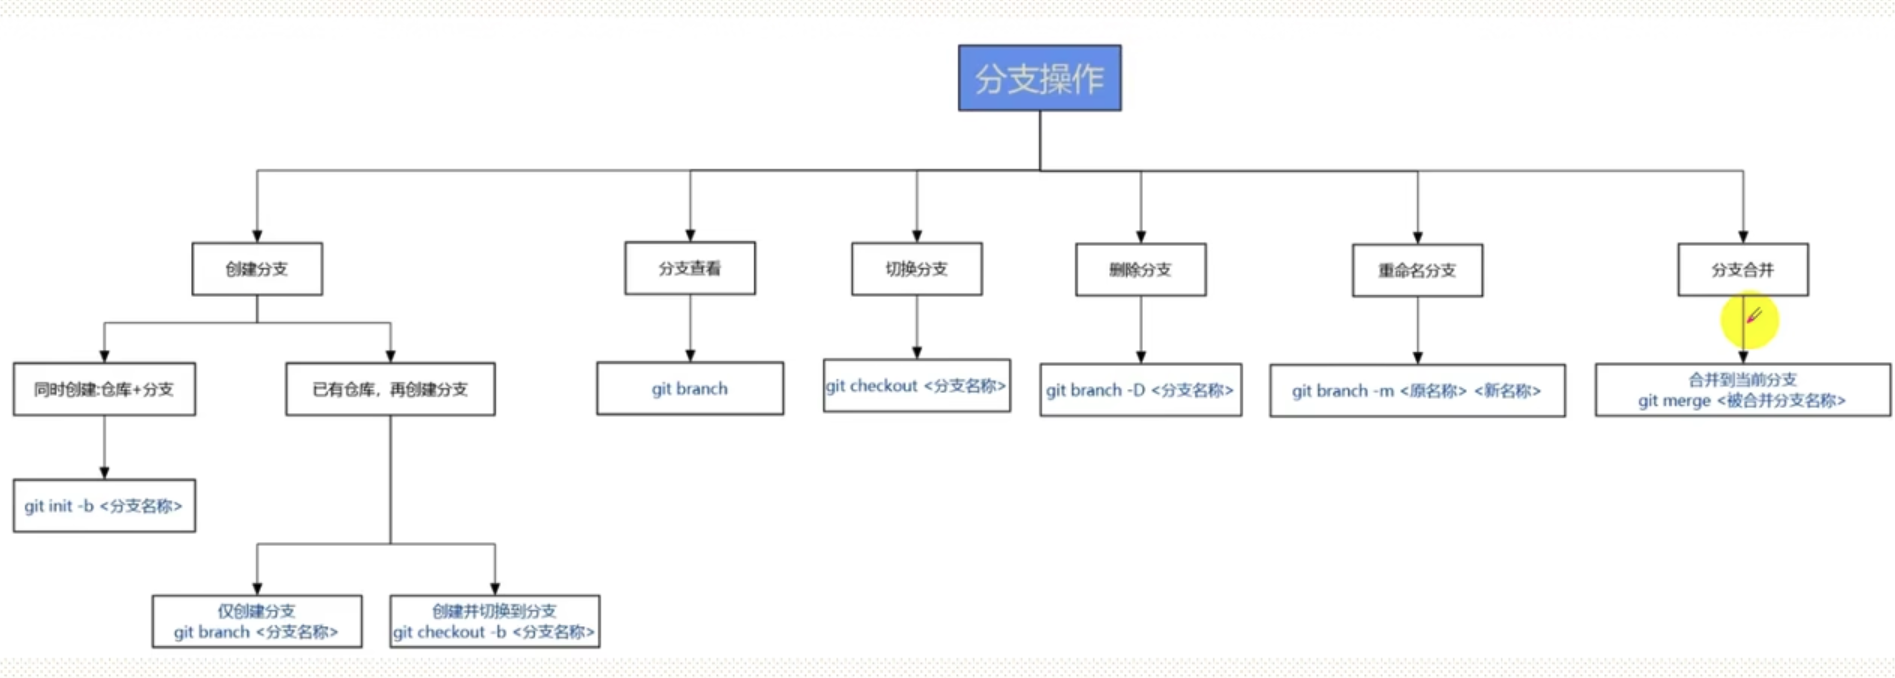 分支操作
创建分支
分支查看
切换分支
删除分支
重命名分支
分支合并
同时创建:仓库+分支
已有仓库，再创建分支
git branch
git checkout <分支名称>
git branch -D <分支名称>
git branch -m <原名称> <新名称>
合并到当前分支
git merge <被合并分支名称>
git init -b <分支名称>
仅创建分支
git branch <分支名称>
创建并切换到分支
git checkout -b <分支名称>